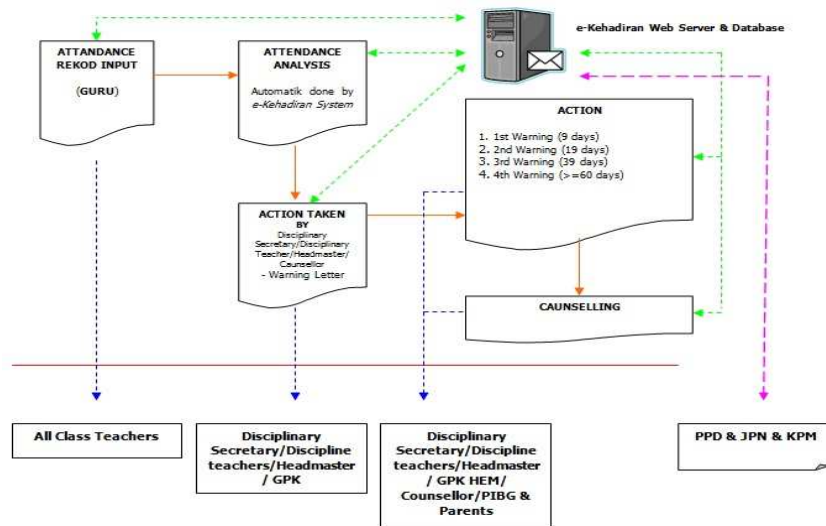 e-Kehadiran Web Server & Database
ATTANDANCE
REKOD INPUT
(GURU)
ATTENDANCE
ANALYSIS
Automatik done by
e-Kehadiran System
ACTION
1. 1st Warning (9 days)
2. 2nd Warning (19 days)
3. 3rd Warning (39 days)
4. 4th Warning (>=60 days)
ACTION TAKEN
BY
Disciplinary
Secretary/Disciplinary
Teacher/Headmaster/
Caunsellor
- Warning Letter
CAUNSELLING
All Class Teachers
Disciplinary
Secretary/Discipline
teachers/Headmaster
/ GPK
Disciplinary
Secretary/Discipline
teachers/Headmaster
/ GPK HEM/
Counsellor/PIBG &
Parents
PPD & JPN & KPM